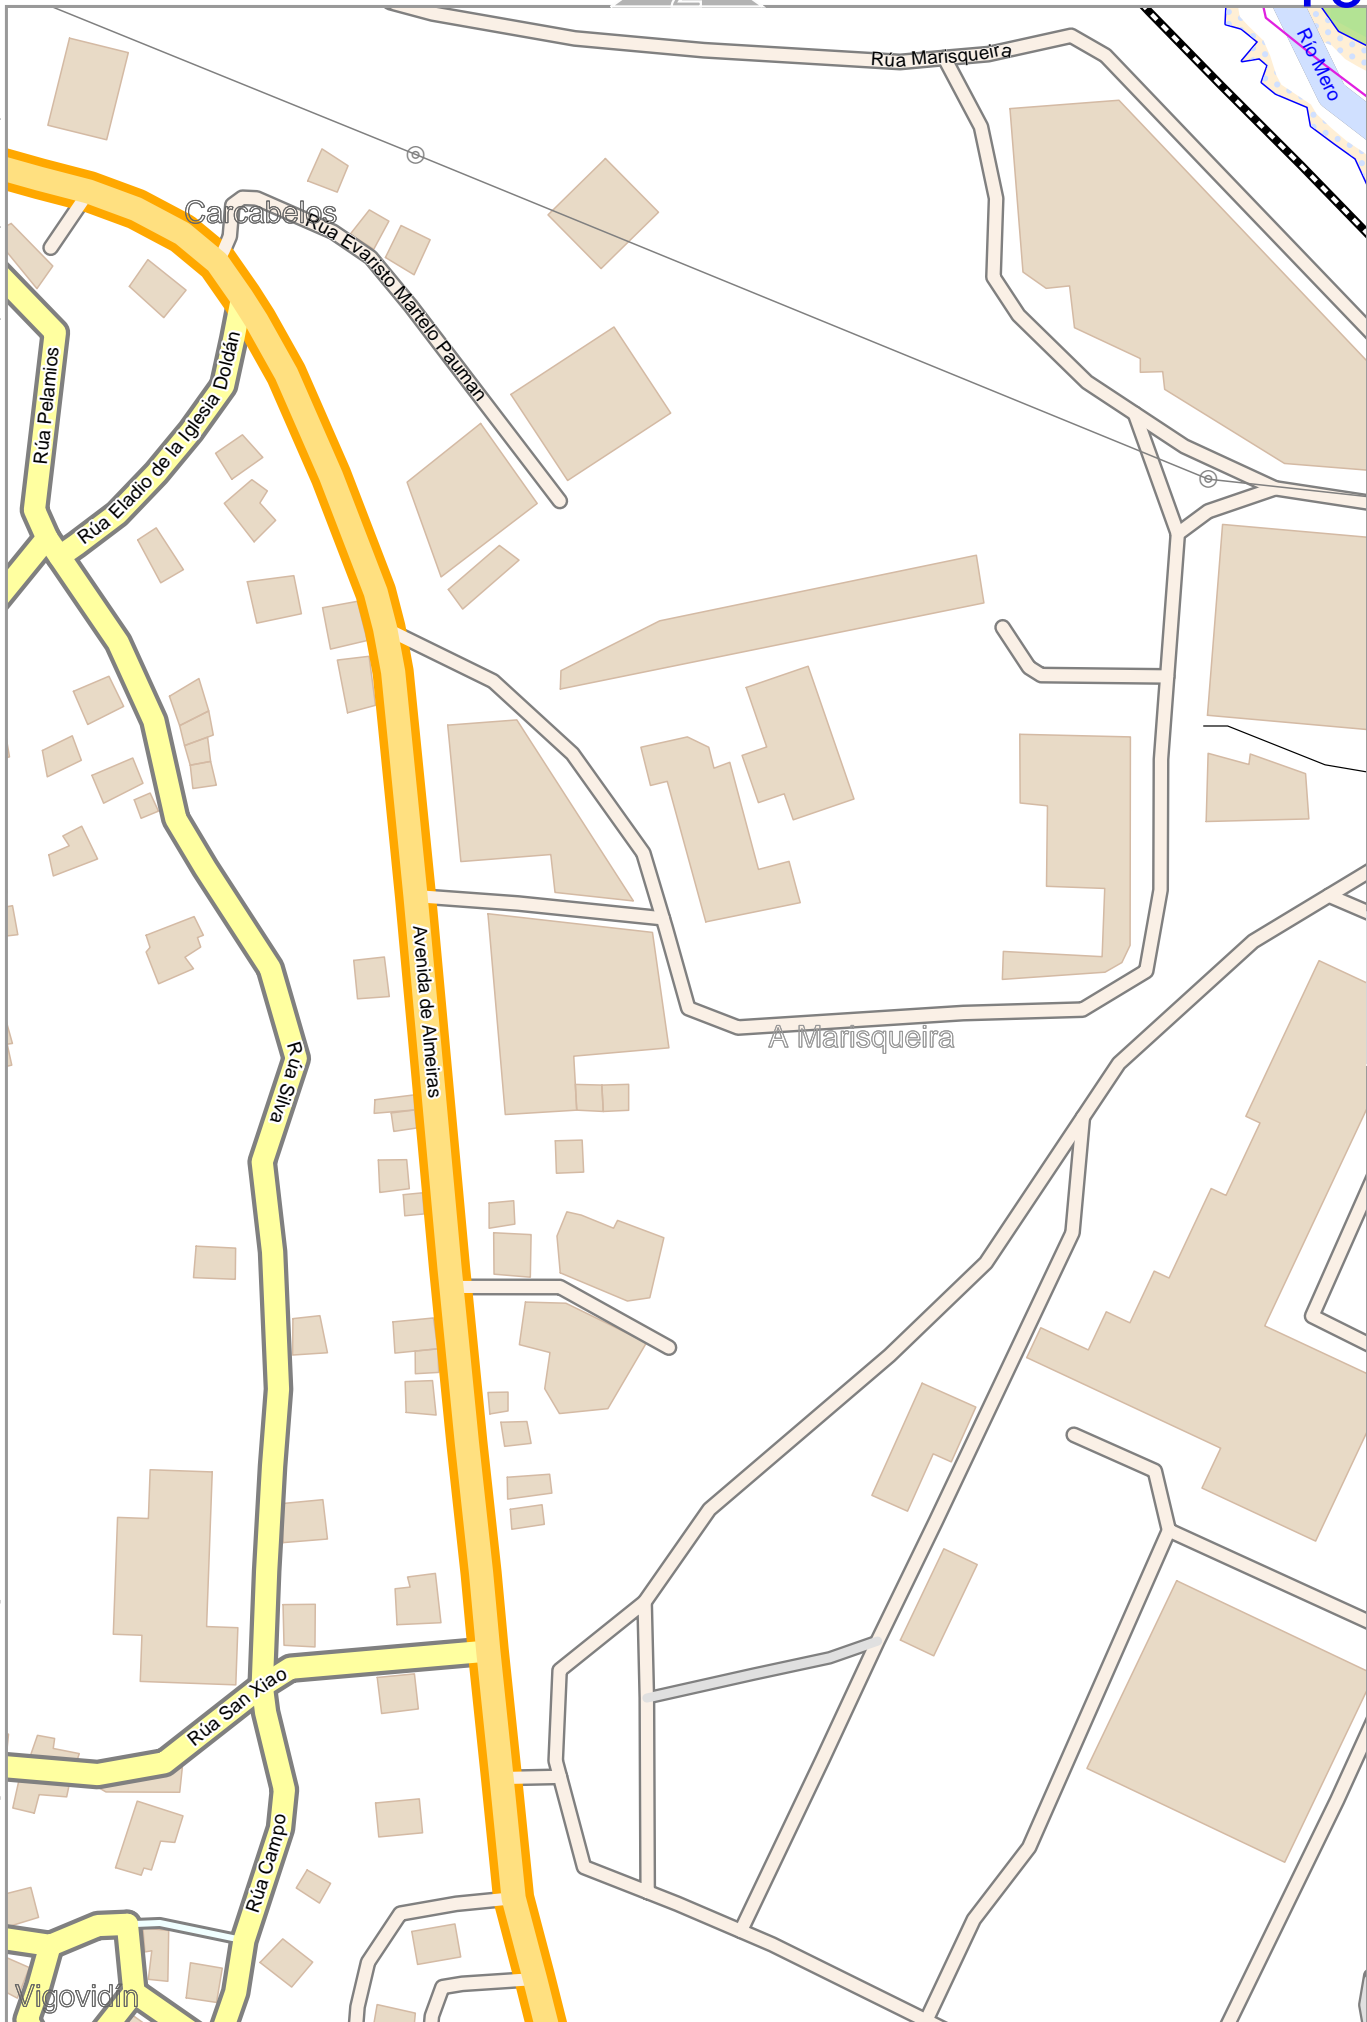 Rúa Marisqueira
Río Mero
Carcabelos
Rúa Evaristo Martelo Pauman
Rúa Pelamios
Rúa Eladio de la Iglesia Doldán
Avenida de Almeiras
A Marisqueira
Rúa Silva
Rúa San Xiao
Rúa Campo
Vigovidín